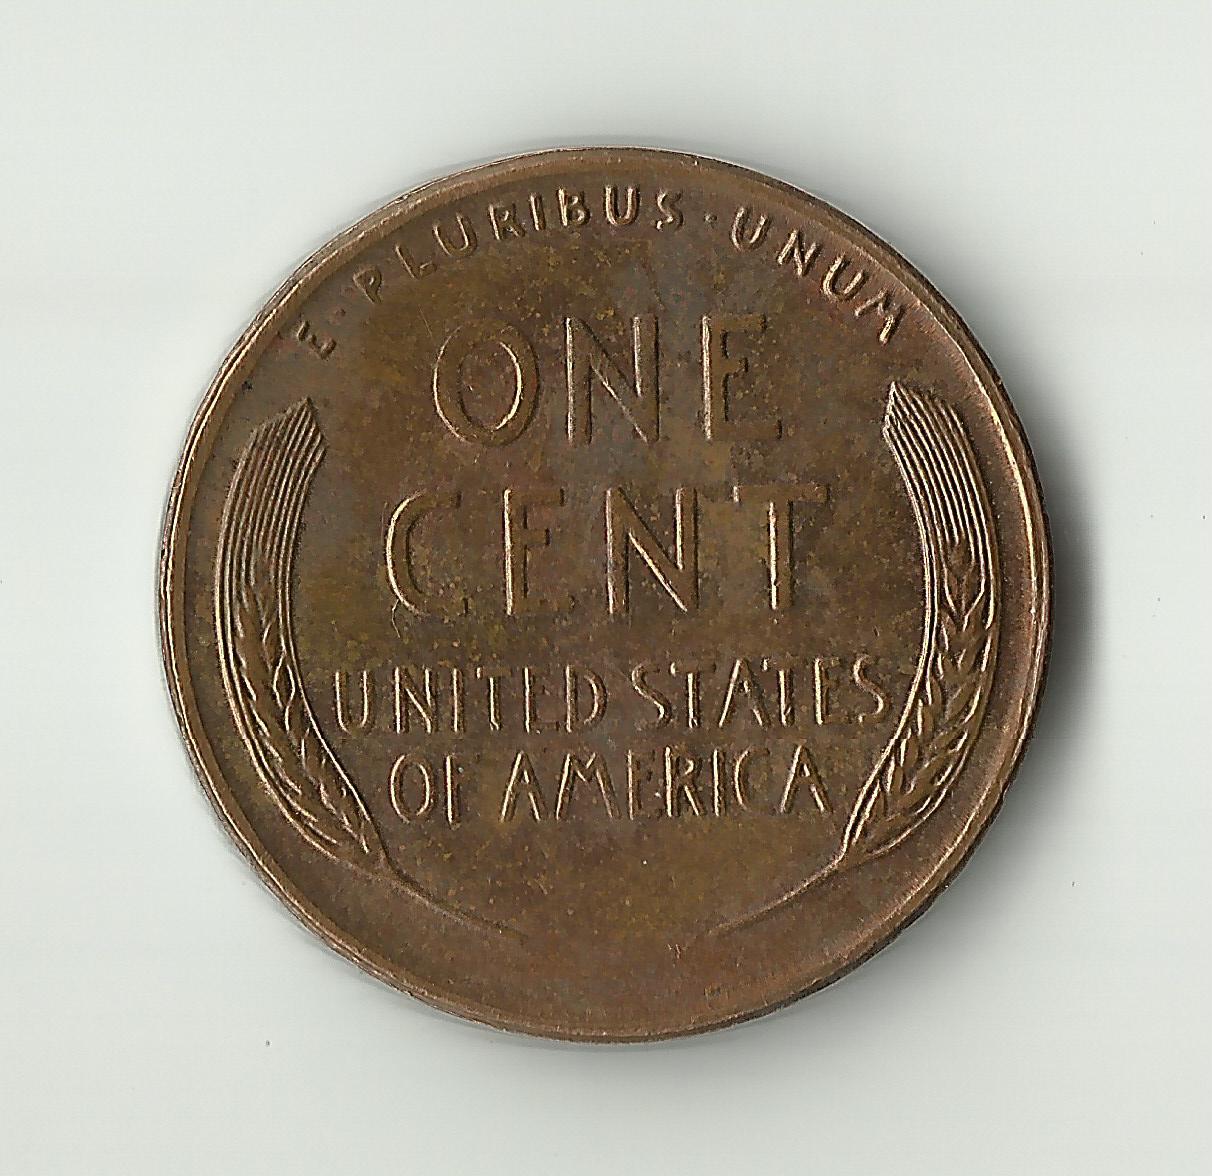 E·PLURIBUS·UNUM
ONE
CENT
UNITED STATES
OF AMERICA